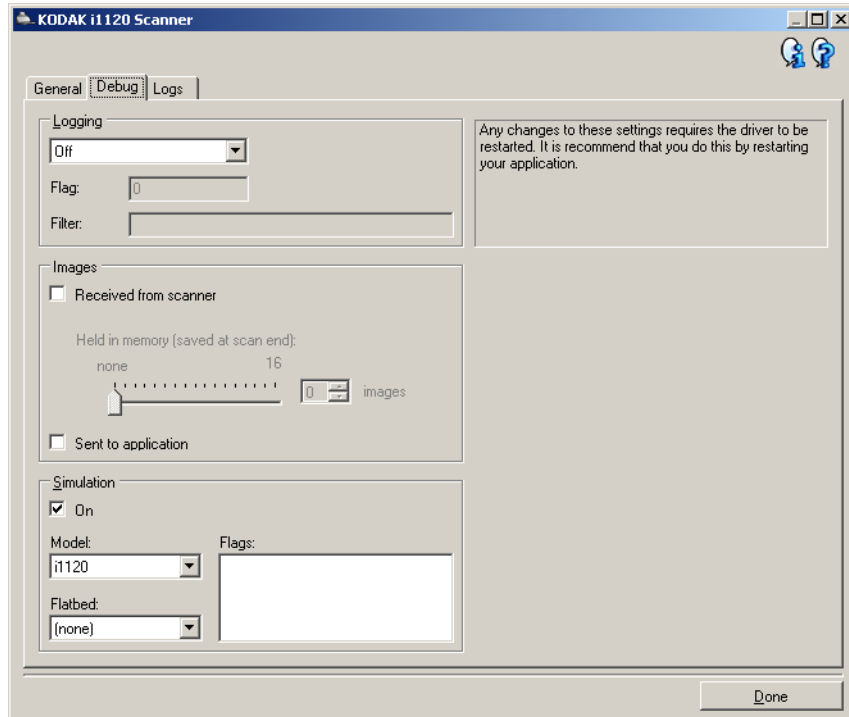 KODAK i1120 Scanner
General Debug Logs
Logging
Off
Flag: 0
Filter:
Any changes to these settings requires the driver to be
restarted. It is recommend that you do this by restarting
your application.
Images
Received from scanner
Held in memory (saved at scan end):
none 16
0 images
Sent to application
Simulation
On
Model: Flags:
i1120
Flatbed:
(none)
Done